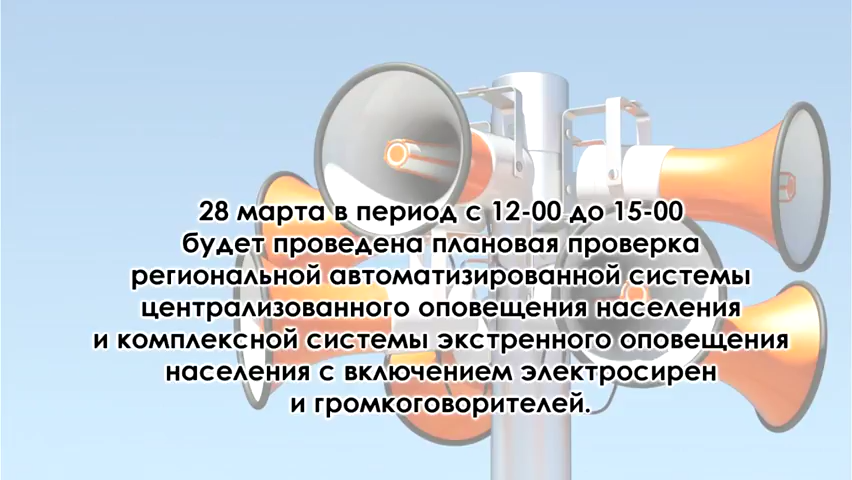 28 марта в период с 12-00 до 15-00
будет проведена плановая проверка
региональной автоматизированной системы
централизованного оповещения населения
и комплексной системы экстренного оповещения
населения с включением электросирен
и громкоговорителей.